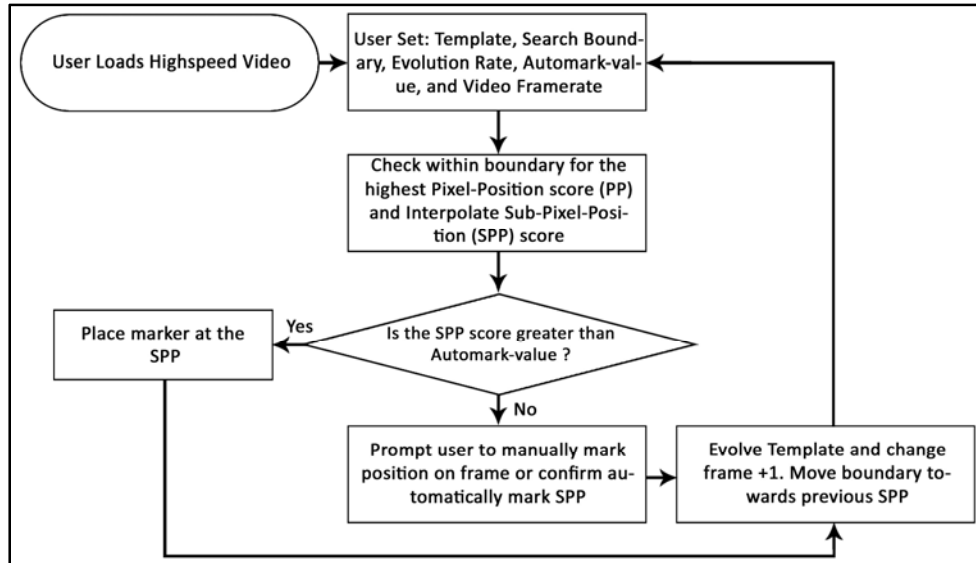 User Loads Highspeed Video
User Set: Template, Search Bound-
ary, Evolution Rate, Automark-val-
ue, and Video Framerate
Check within boundary for the
highest Pixel-Position score (PP)
and Interpolate Sub-Pixel-Posi-
tion (SPP) score
Is the SPP score greater than
Automark-value ?
Yes
Place marker at the
SPP
No
Prompt user to manually mark
position on frame or confirm au-
tomatically mark SPP
Evolve Template and change
frame +1. Move boundary to-
wards previous SPP